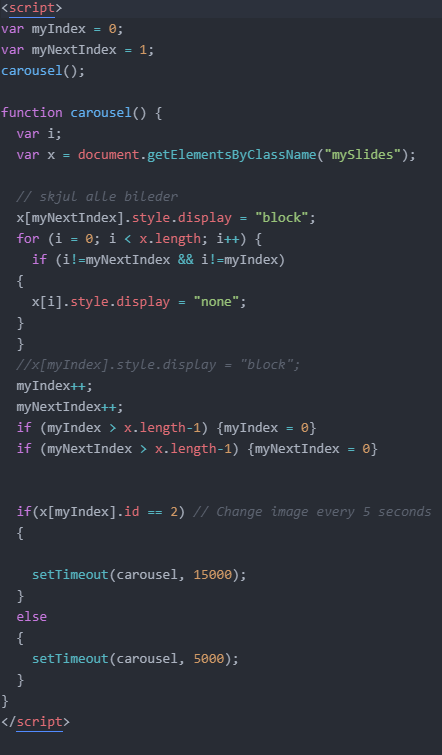 <script>
var myIndex = 0;
var myNextIndex = 1;
carousel();
function carousel() {
var i;
var x = document.getElementsByClassName("mySlides");
// skjul alle bileder
x[myNextIndex].style.display = "block";
for (i = 0; i < x.length; i++) {
if (i!=myNextIndex && i!=myIndex)
{
x[i].style.display = "none";
}
}
//x[myIndex].style.display = "block";
myIndex++;
myNextIndex++;
if (myIndex > x.length-1) {myIndex = 0}
if (myNextIndex > x.length-1) {myNextIndex = 0}
if(x[myIndex].id == 2) // Change image every 5 seconds
{
setTimeout(carousel, 15000);
}
else
{
setTimeout(carousel, 5000);
}
}
</script>